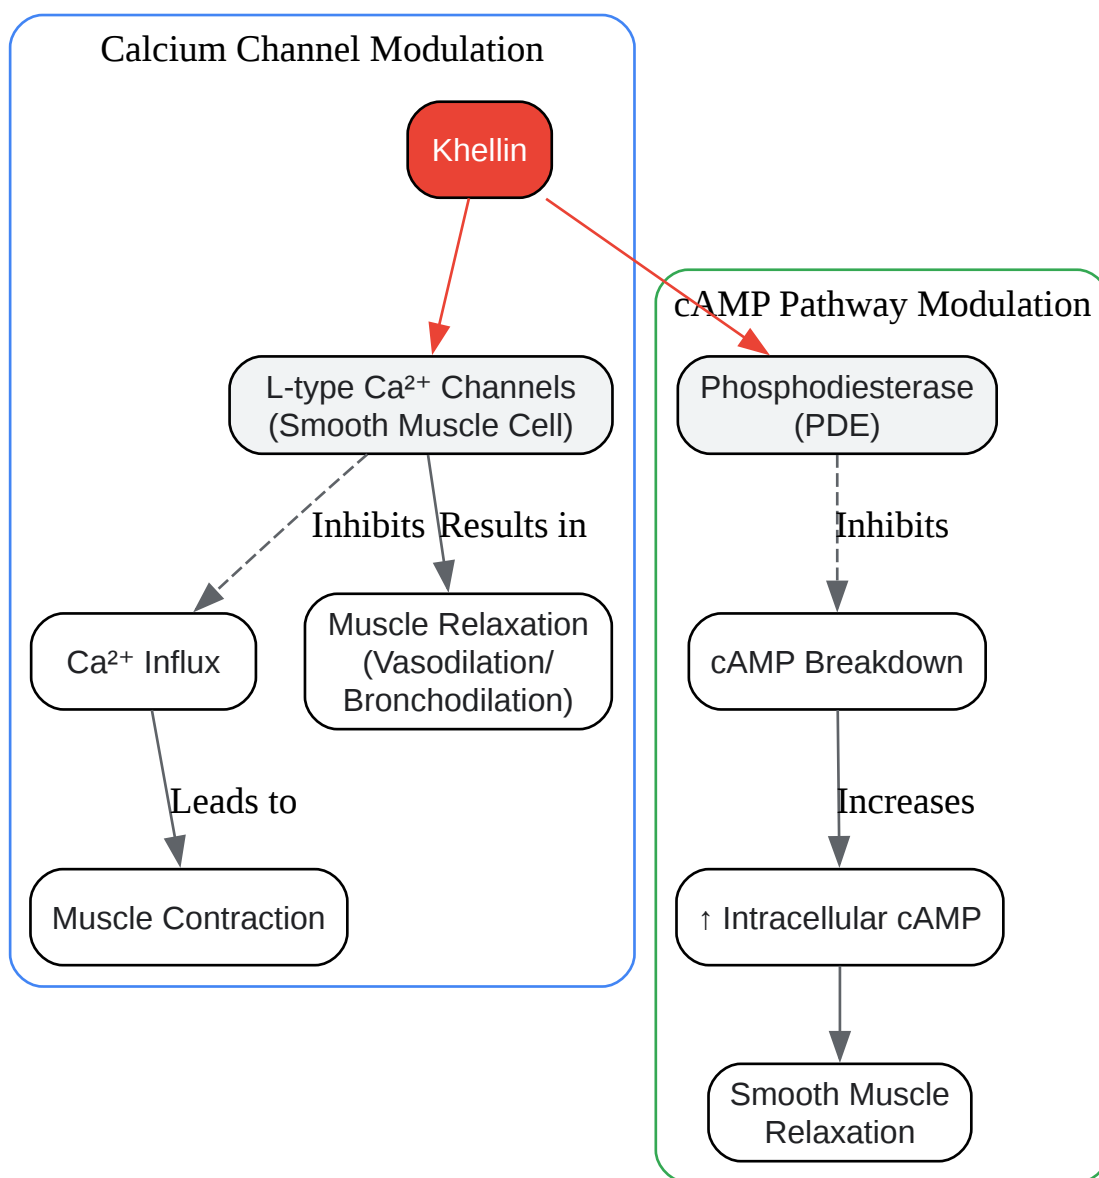 Calcium Channel Modulation
Khellin
cAMP Pathway Modulation
L-type Ca²⁺ Channels
(Smooth Muscle Cell)
Phosphodiesterase
(PDE)
Inhibits
Results in
Inhibits
Ca²⁺ Influx
Muscle Relaxation
(Vasodilation/
Bronchodilation)
cAMP Breakdown
Leads to
Increases
Muscle Contraction
↑ Intracellular cAMP
Smooth Muscle
Relaxation